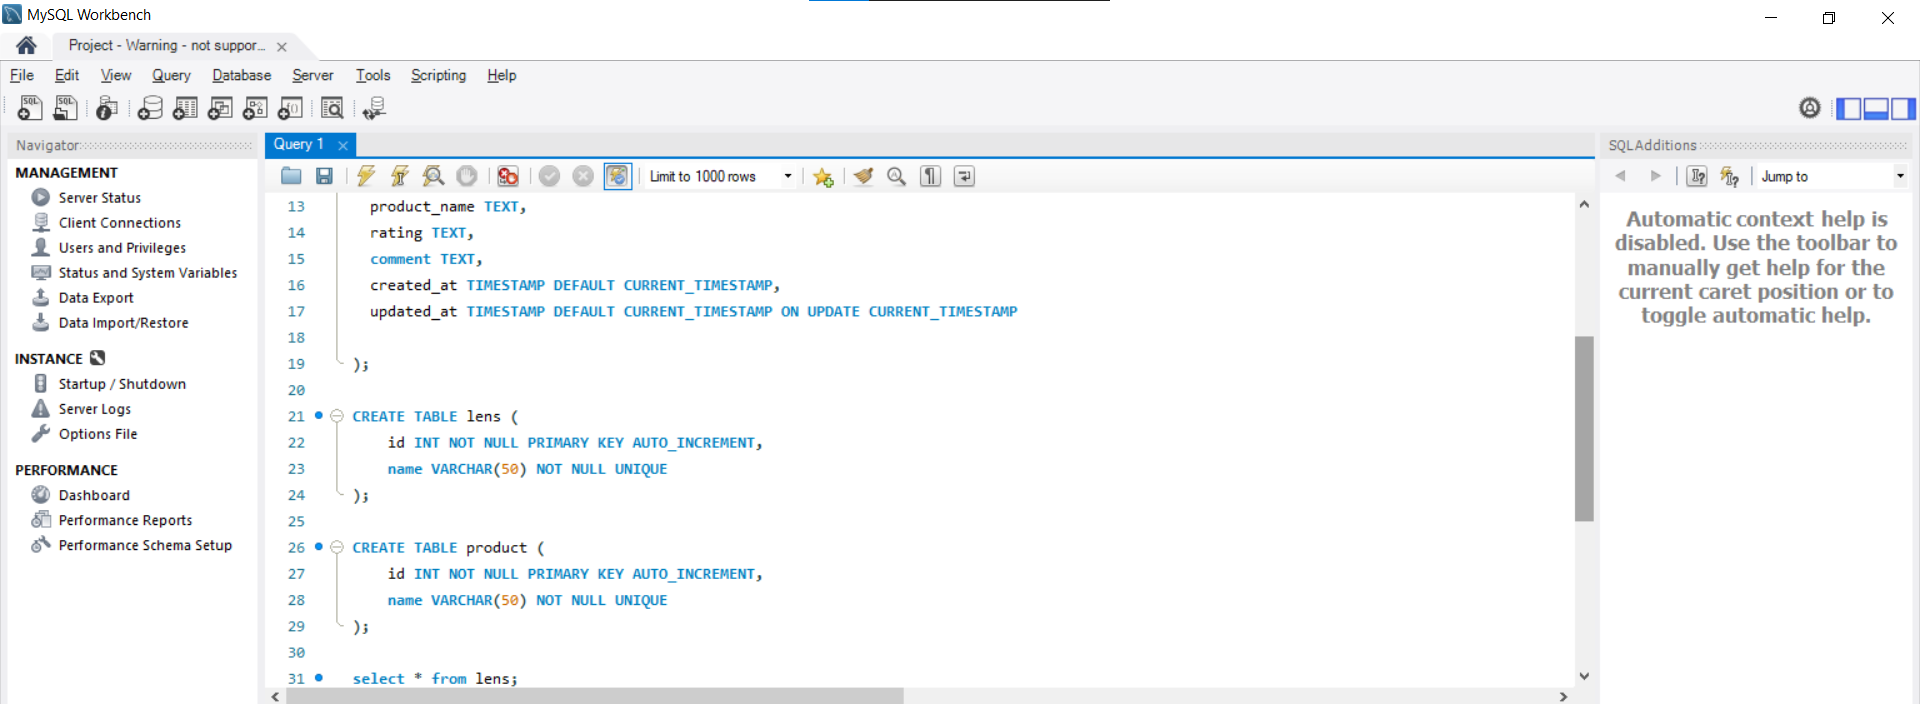 MySQL Workbench
Project - Warning - not suppor...
File Edit View Query Database Server Tools Scripting Help
SQL SQL
Navigator
MANAGEMENT
Server Status
Client Connections
Users and Privileges
Status and System Variables
Data Export
Data Import/Restore
INSTANCE
Startup / Shutdown
Server Logs
Options File
PERFORMANCE
Dashboard
Performance Reports
Performance Schema Setup
Query 1
Limit to 1000 rows
13 product_name TEXT,
14 rating TEXT,
15 comment TEXT,
16 created_at TIMESTAMP DEFAULT CURRENT_TIMESTAMP,
17 updated_at TIMESTAMP DEFAULT CURRENT_TIMESTAMP ON UPDATE CURRENT_TIMESTAMP
18
19 );
20
21 CREATE TABLE lens (
22 id INT NOT NULL PRIMARY KEY AUTO_INCREMENT,
23 name VARCHAR(50) NOT NULL UNIQUE
24 );
25
26 CREATE TABLE product (
27 id INT NOT NULL PRIMARY KEY AUTO_INCREMENT,
28 name VARCHAR(50) NOT NULL UNIQUE
29 );
30
31 select * from lens;
SQLAdditions
Jump to
Automatic context help is
disabled. Use the toolbar to
manually get help for the
current caret position or to
toggle automatic help.